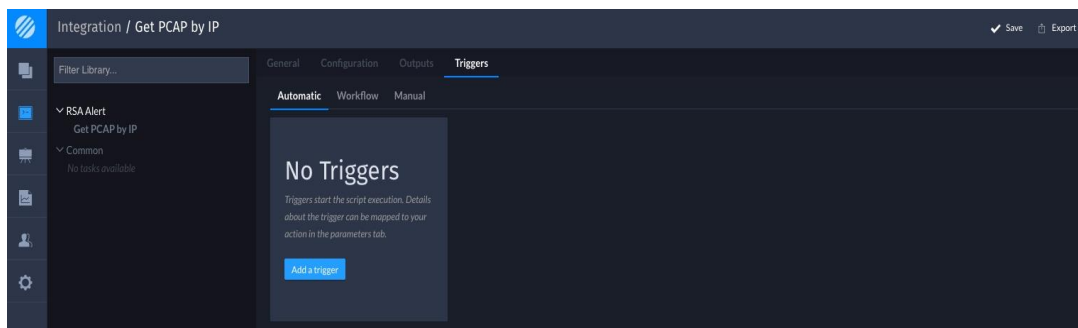 Integration / Get PCAP by IP
Save
Export
Filter Library...
General Configuration Outputs Triggers
Automatic Workflow Manual
RSA Alert
Get PCAP by IP
Common
No tasks available
No Triggers
Triggers start the script execution. Details
about the trigger can be mapped to your
action in the parameters tab.
Add a trigger